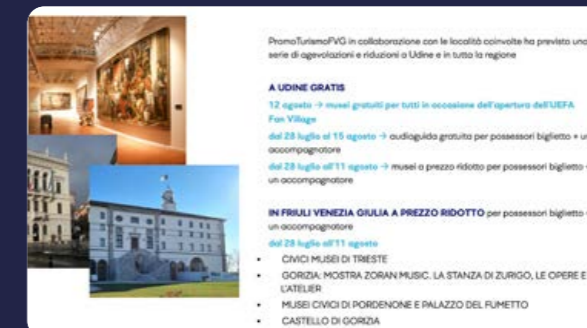 PromoTurismoFVG in collaborazione con le località coinvolte ha previsto una
serie di agevolazioni e riduzioni a Udine e in tutta la regione
A UDINE GRATIS
12 agosto → musei gratuiti per tutti in occasione dell'apertura dell'UEFA
Fan Village
dal 28 luglio al 15 agosto → audioguida gratuita per possessori biglietto + un
accompagnatore
dal 28 luglio all'11 agosto → musei a prezzo ridotto per possessori biglietto +
un accompagnatore
IN FRIULI VENEZIA GIULIA A PREZZO RIDOTTO per possessori biglietto
un accompagnatore
dal 28 luglio all'11 agosto
• CIVICI MUSEI DI TRIESTE
• GORIZIA: MOSTRA ZORAN MUSIC. LA STANZA DI ZURIGO, LE OPERE E
L'ATELIER
• MUSEI CIVICI DI PORDENONE E PALAZZO DEL FUMETTO
• CASTELLO DI GORIZIA